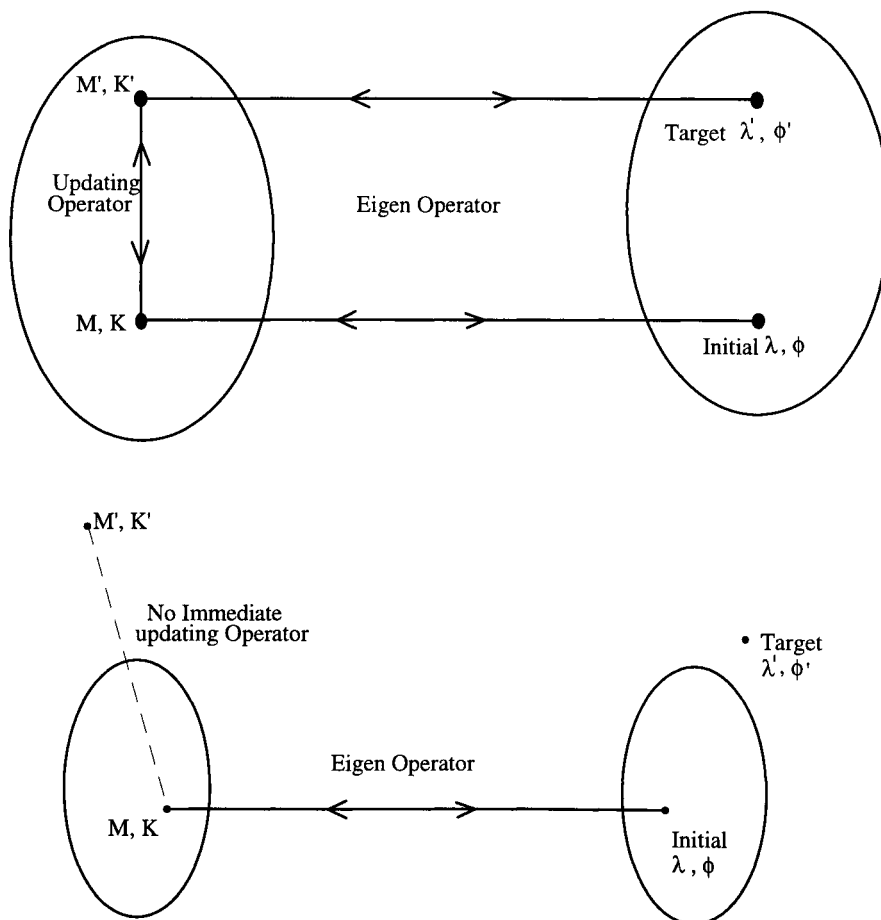 M', K'
Target λ', ϕ'
Updating
Operator
Eigen Operator
M, K
Initial λ, ϕ
M', K'
No Immediate
updating Operator
Target
λ', ϕ'
Eigen Operator
M, K
Initial
λ , ϕ